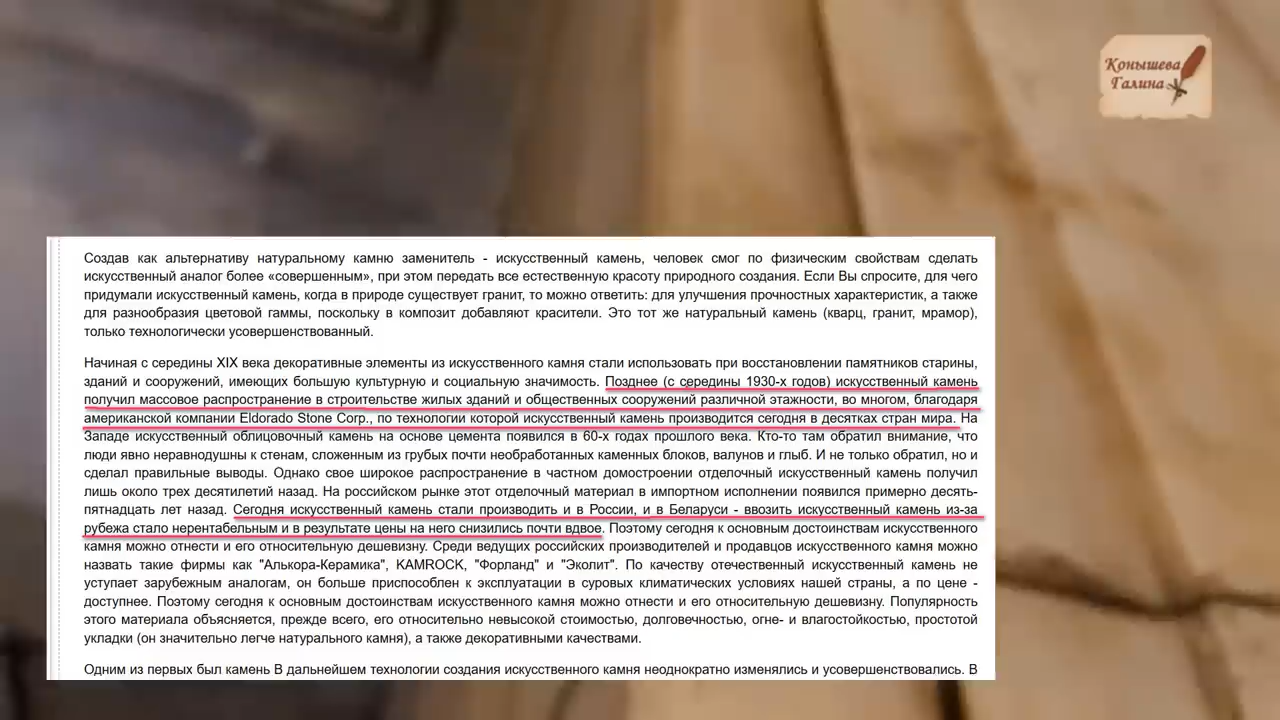 Конышева
Галина
Создав как альтернативу натуральному камню заменитель - искусственный камень, человек смог по физическим свойствам сделать
искусственный аналог более «совершенным», при этом передать все естественную красоту природного создания. Если Вы спросите, для чего
придумали искусственный камень, когда в природе существует гранит, то можно ответить: для улучшения прочностных характеристик, а также
для разнообразия цветовой гаммы, поскольку в композит добавляют красители. Это тот же натуральный камень (кварц, гранит, мрамор),
только технологически усовершенствованный.
Начиная с середины XIX века декоративные элементы из искусственного камня стали использовать при восстановлении памятников старины,
зданий и сооружений, имеющих большую культурную и социальную значимость. Позднее (с середины 1930-х годов) искусственный камень
получил массовое распространение в строительстве жилых зданий и общественных сооружений различной этажности, во многом, благодаря
американской компании Eldorado Stone Corp., по технологии которой искусственный камень производится сегодня в десятках стран мира. На
Западе искусственный облицовочный камень на основе цемента появился в 60-х годах прошлого века. Кто-то там обратил внимание, что
люди явно неравнодушны к стенам, сложенным из грубых почти необработанных каменных блоков, валунов и глыб. И не только обратил, но и
сделал правильные выводы. Однако свое широкое распространение в частном домостроении отделочный искусственный камень получил
лишь около трех десятилетий назад. На российском рынке этот отделочный материал в импортном исполнении появился примерно десять-
пятнадцать лет назад. Сегодня искусственный камень стали производить и в России, и в Беларуси - ввозить искусственный камень из-за
рубежа стало нерентабельным и в результате цены на него снизились почти вдвое. Поэтому сегодня к основным достоинствам искусственного
камня можно отнести и его относительную дешевизну. Среди ведущих российских производителей и продавцов искусственного камня можно
назвать такие фирмы как "Алькора-Керамика", KAMROCK, "Форланд" и "Эколит". По качеству отечественный искусственный камень не
уступает зарубежным аналогам, он больше приспособлен к эксплуатации в суровых климатических условиях нашей страны, а по цене -
доступнее. Поэтому сегодня к основным достоинствам искусственного камня можно отнести и его относительную дешевизну. Популярность
этого материала объясняется, прежде всего, его относительно невысокой стоимостью, долговечностью, огне- и влагостойкостью, простотой
укладки (он значительно легче натурального камня), а также декоративными качествами.
Одним из первых был камень В дальнейшем технологии создания искусственного камня неоднократно изменялись и усовершенствовались. В